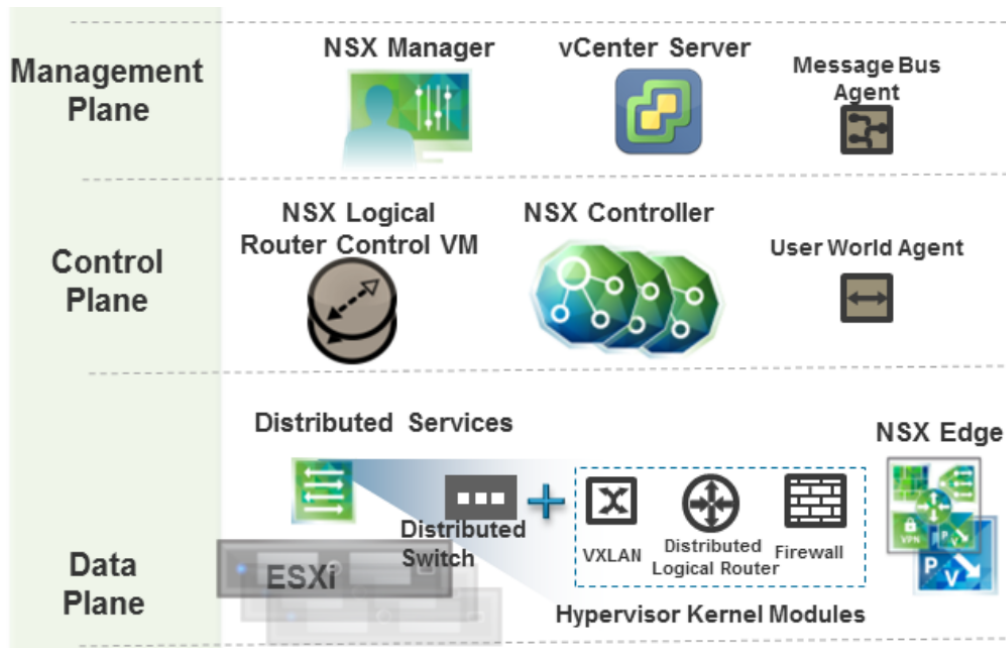 NSX Manager
vCenter Server
Management
Plane
Message Bus
Agent
NSX Logical
Router Control VM
NSX Controller
Control
Plane
User World Agent
Distributed Services
NSX Edge
Distributed
Switch
VXLAN
Distributed
Logical Router
Firewall
VPN
P
V
ESXi
P
V
Data
Plane
Hypervisor Kernel Modules